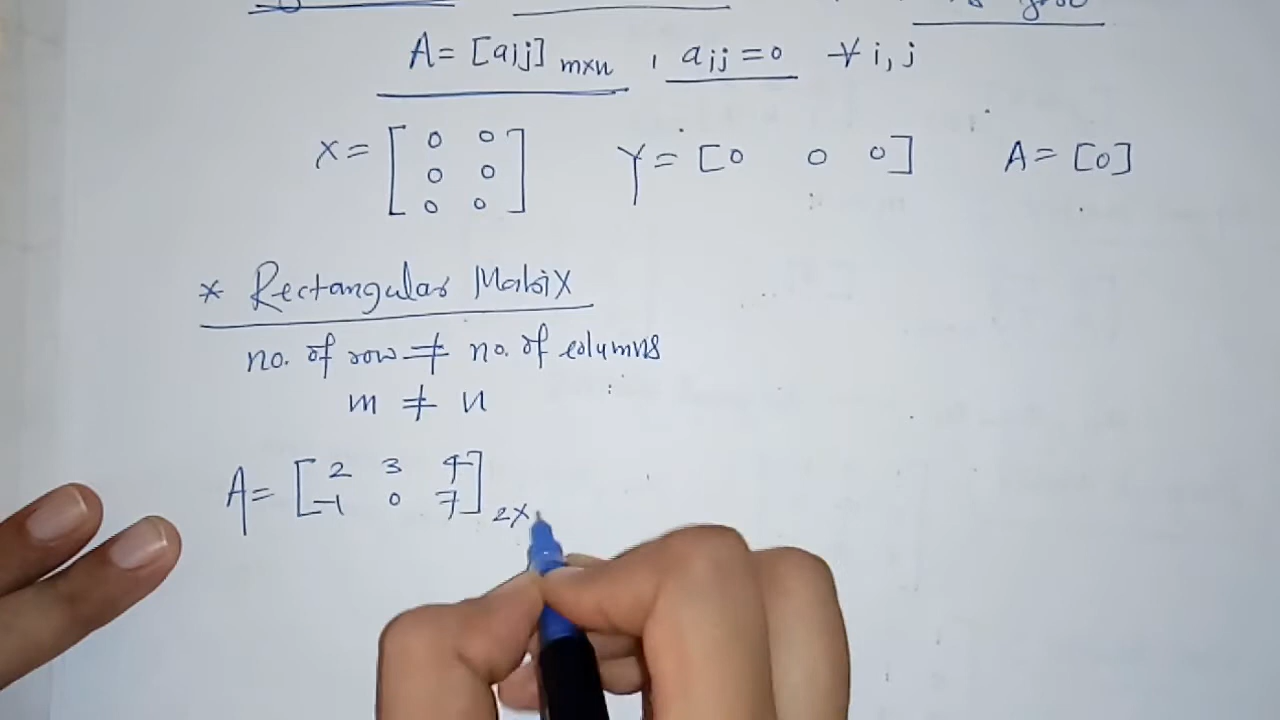 A = [aij] m×n , aij = 0 ∀ i, j
X = [ 0 0
0 0
0 0 ]
Y = [0 0 0]
A = [0]
* Rectangular Matrix
no. of row ≠ no. of columns
m ≠ n
A = [ 2 3 4
-1 0 7 ] 2×